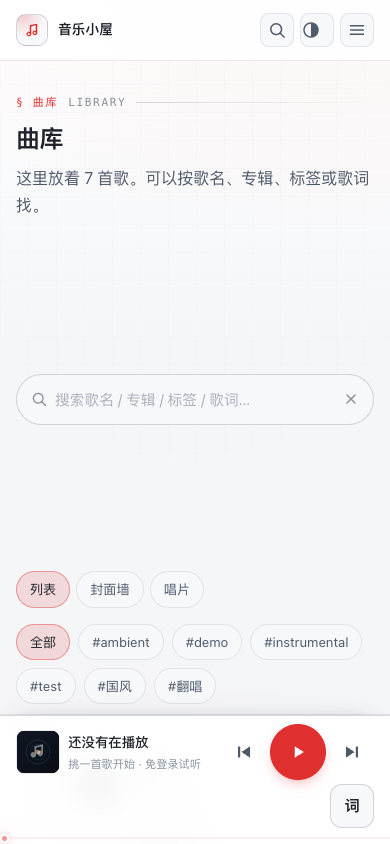 音乐小屋
§ 曲库 LIBRARY
曲库
这里放着 7 首歌。可以按歌名、专辑、标签或歌词
找。
搜索歌名 / 专辑 / 标签 / 歌词...
列表 封面墙 唱片
全部 #ambient #demo #instrumental
#test #国风 #翻唱
还没有在播放
挑一首歌开始 · 免登录试听
词